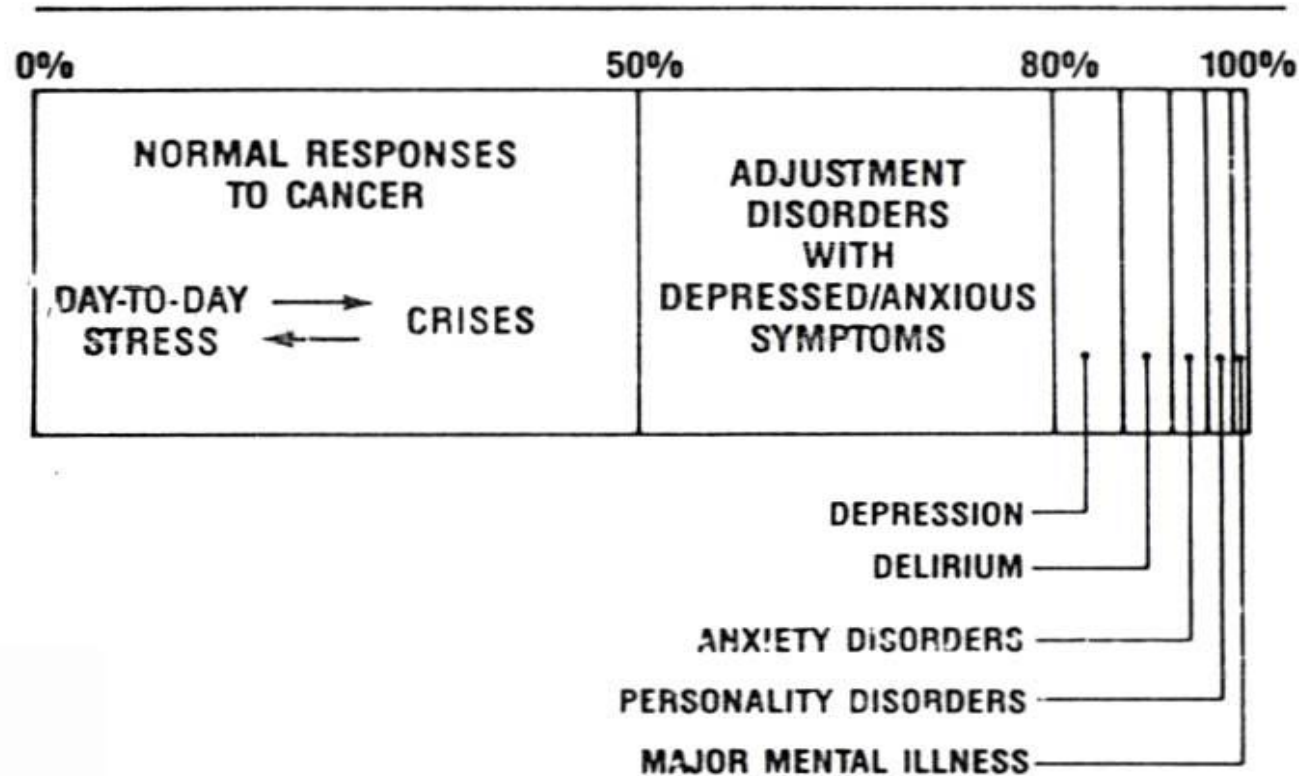 0% 50% 80% 100%
NORMAL RESPONSES
TO CANCER
DAY-TO-DAY
STRESS
CRISES
ADJUSTMENT
DISORDERS
WITH
DEPRESSED/ANXIOUS
SYMPTOMS
DEPRESSION
DELIRIUM
ANXIETY DISORDERS
PERSONALITY DISORDERS
MAJOR MENTAL ILLNESS